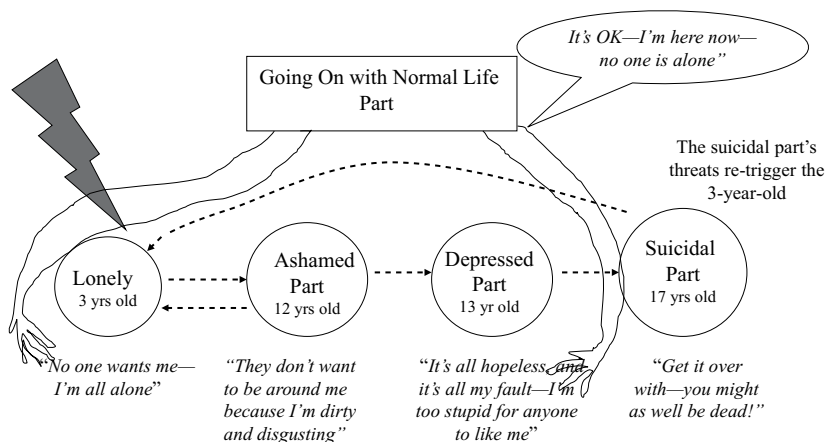 It's OK—I'm here now—
no one is alone”
Going On with Normal Life
Part
The suicidal part's
threats re-trigger the
3-year-old
Lonely
3 yrs old
Ashamed
Part
12 yrs old
Depressed
Part
13 yr old
Suicidal
Part
17 yrs old
“No one wants me—
I'm all alone”
“They don't want
to be around me
because I'm dirty
and disgusting”
“It's all hopeless, and
it's all my fault—I'm
too stupid for anyone
to like me”
“Get it over
with—you might
as well be dead!”